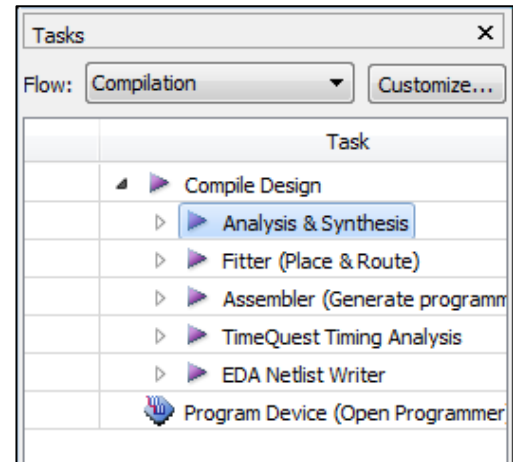 Tasks
Flow: Compilation Customize...
Task
Compile Design
Analysis & Synthesis
Fitter (Place & Route)
Assembler (Generate programm
TimeQuest Timing Analysis
EDA Netlist Writer
Program Device (Open Programmer